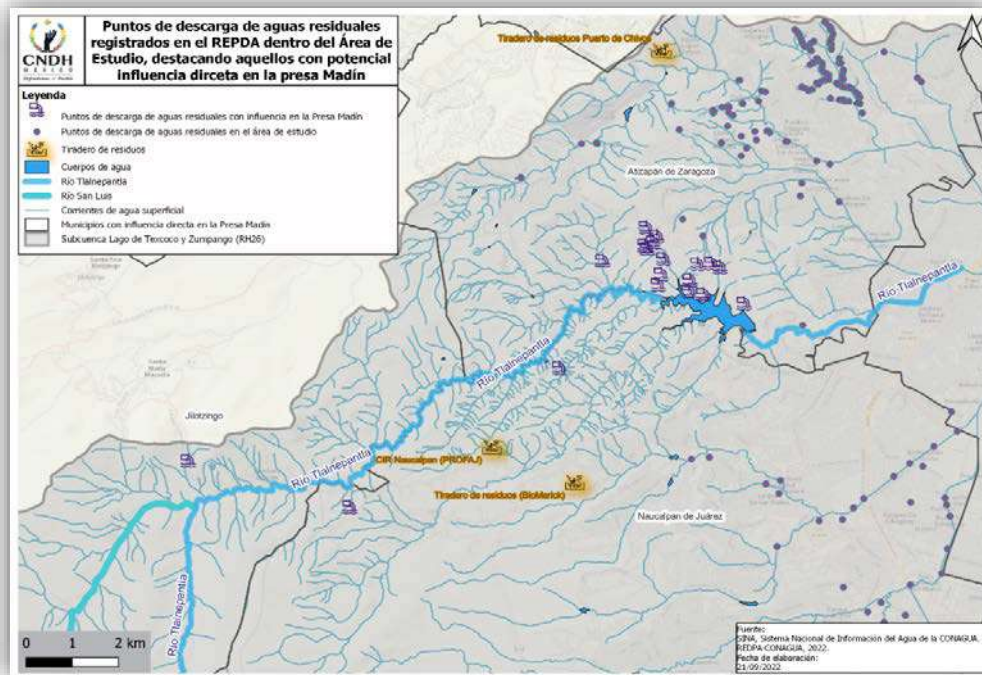 CNDH
MÉXICO
Puntos de descarga de aguas residuales
registrados en el REPDA dentro del Área de
Estudio, destacando aquellos con potencial
influencia dirceta en la presa Madín
Leyenda
Puntos de descarga de aguas residuales con influencia en la Presa Madín
Puntos de descarga de aguas residuales en el área de estudio
Tiradero de residuos
Cuerpos de agua
Río Tlalnepantla
Río San Luis
Corrientes de agua superficial
Municipios con influencia directa en la Presa Madín
Subcuenca Lago de Texcoco y Zumpango (RH26)
Tiradero de residuos Puerto de Chivos
Atizapán de Zaragoza
Río Tlalnepantla
Río Tlalnepantla
Jilotzingo
CIR Naucalpan (PROFAJ)
Río Tlalnepantla
Tiradero de residuos (BioMerick)
Naucalpan de Juárez
Río Tlalnepantla
0 1 2 km
Fuente:
SINA, Sistema Nacional de Información del Agua de la CONAGUA.
REDPA-CONAGUA, 2022.
Fecha de elaboración:
21/09/2022